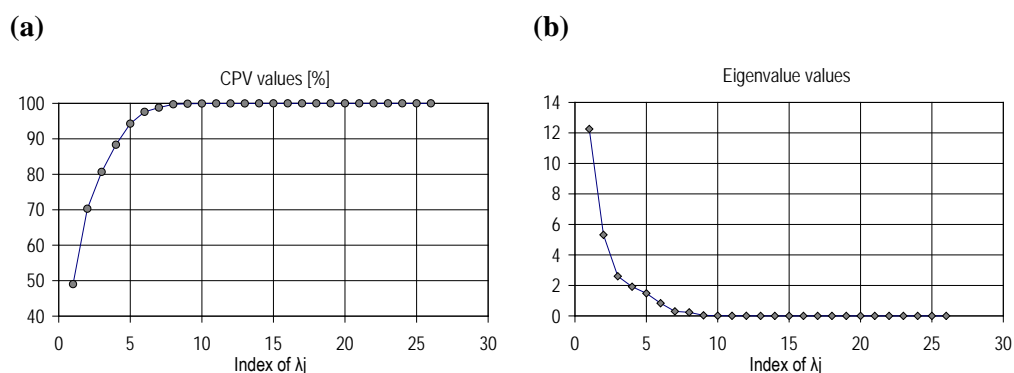 (a)
(b)
CPV values [%]
100
90
80
70
60
50
40
0 5 10 15 20 25 30
Index of λj
Eigenvalue values
14
12
10
8
6
4
2
0
0 5 10 15 20 25 30
Index of λj